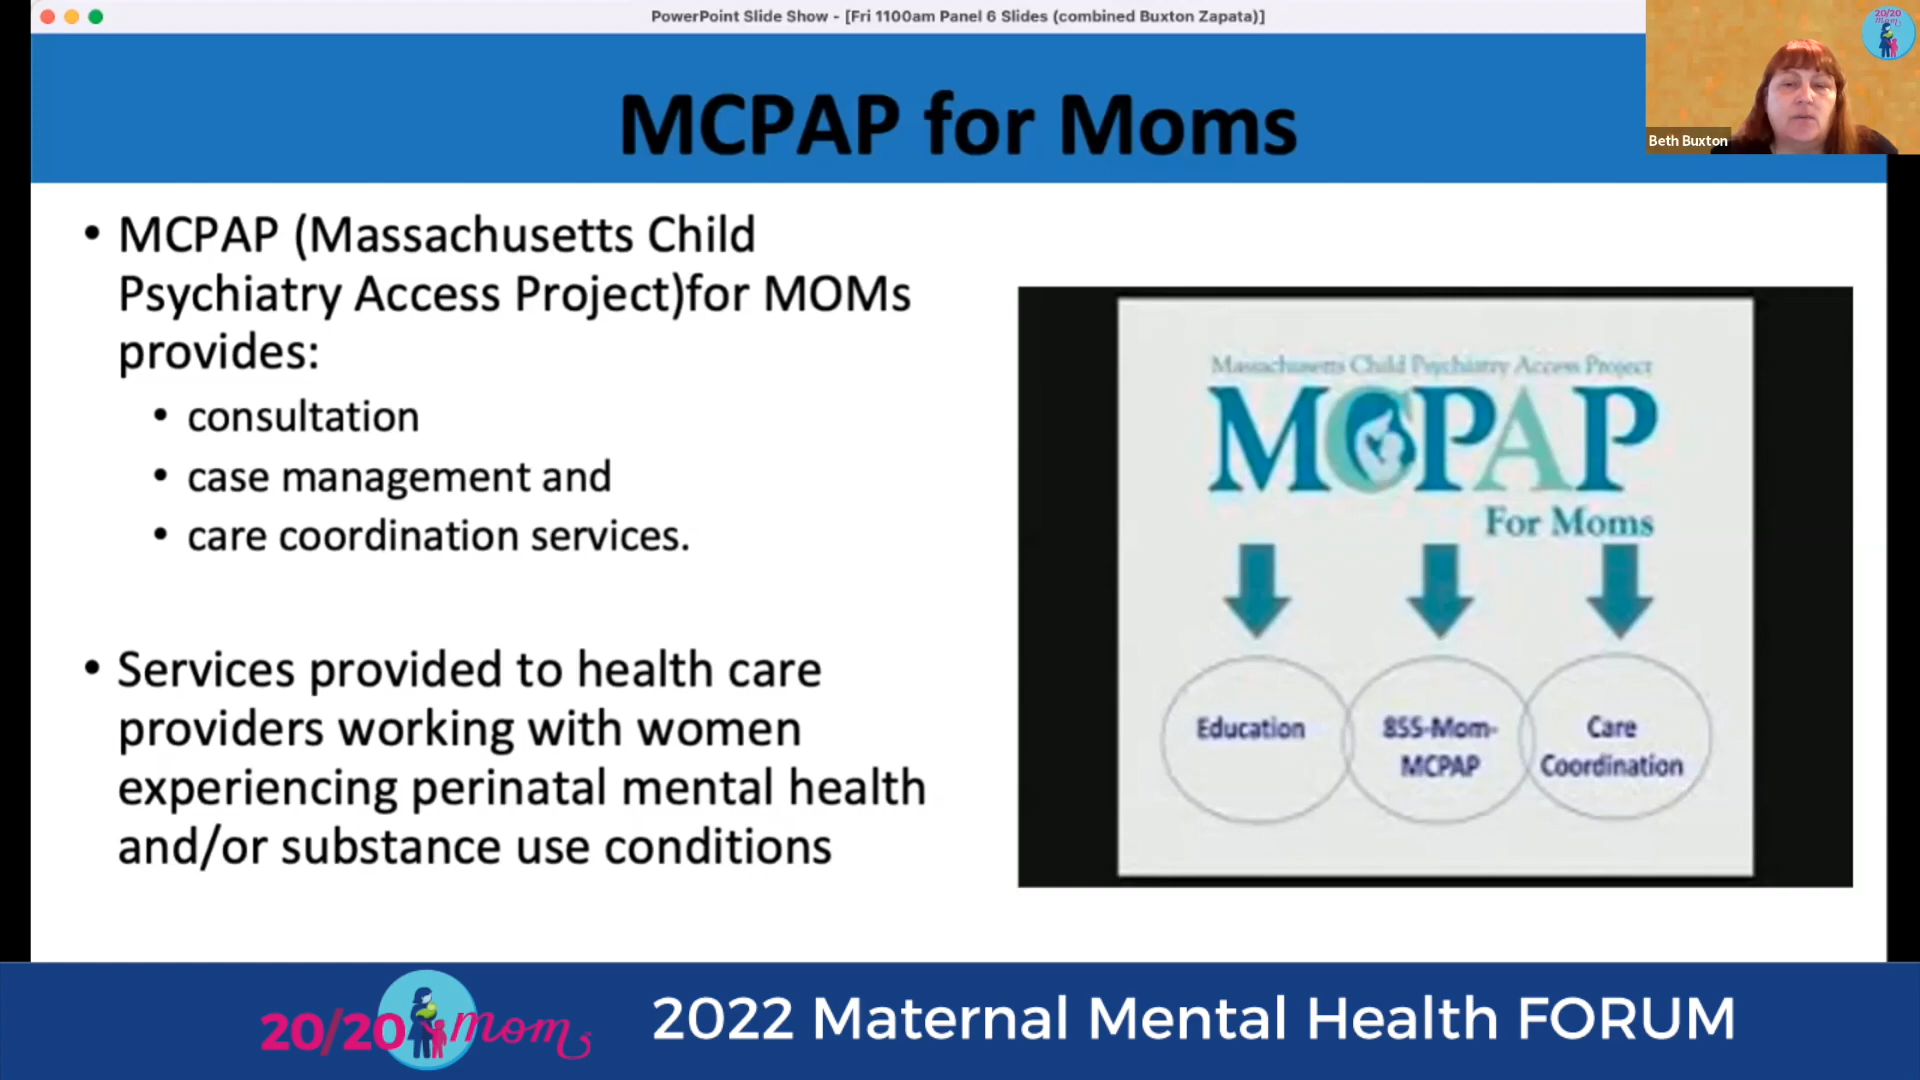 PowerPoint Slide Show - [Fri 1100am Panel 6 Slides (combined Buxton Zapata)]
20/20
mom
Beth Buxton
MCPAP for Moms
• MCPAP (Massachusetts Child
Psychiatry Access Project)for MOMs
provides:
• consultation
• case management and
• care coordination services.
• Services provided to health care
providers working with women
experiencing perinatal mental health
and/or substance use conditions
Massachusetts Child Psychiatry Access Project
MCPAP
For Moms
Education
855-Mom-
MCPAP
Care
Coordination
20/20 mom
2022 Maternal Mental Health FORUM